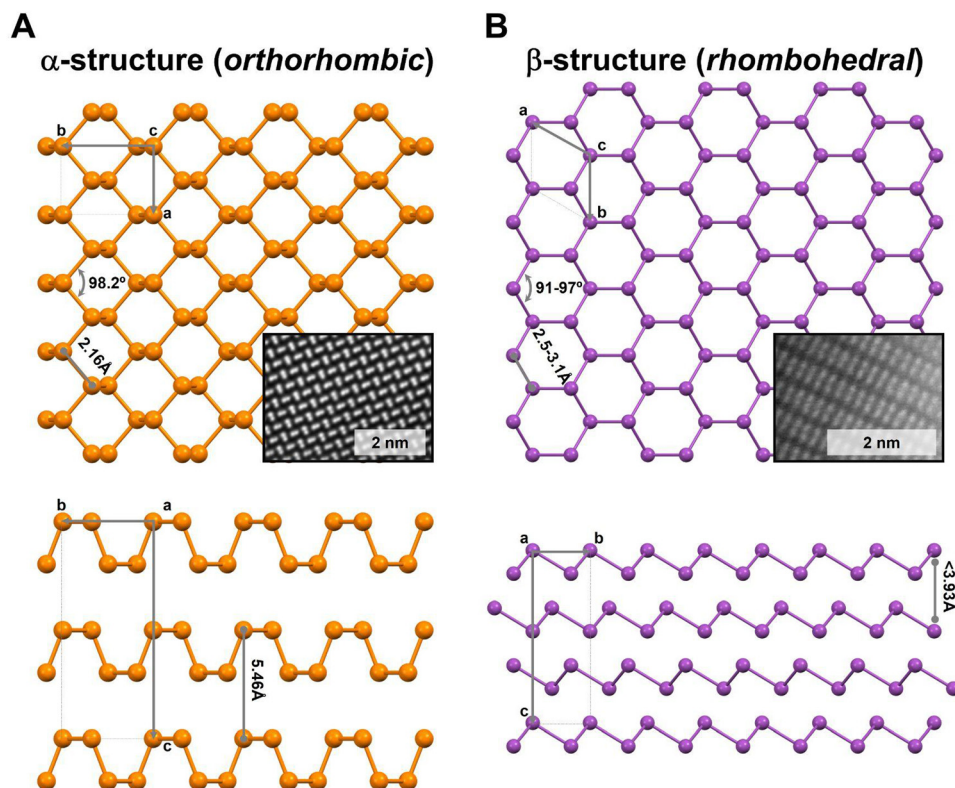 A
α-structure (orthorhombic)
b
c
a
98.2º
2.16Å
2 nm
b
a
5.46Å
c
B
β-structure (rhombohedral)
a
c
b
91-97º
2.5-3.1Å
2 nm
a
b
<3.93Å
c